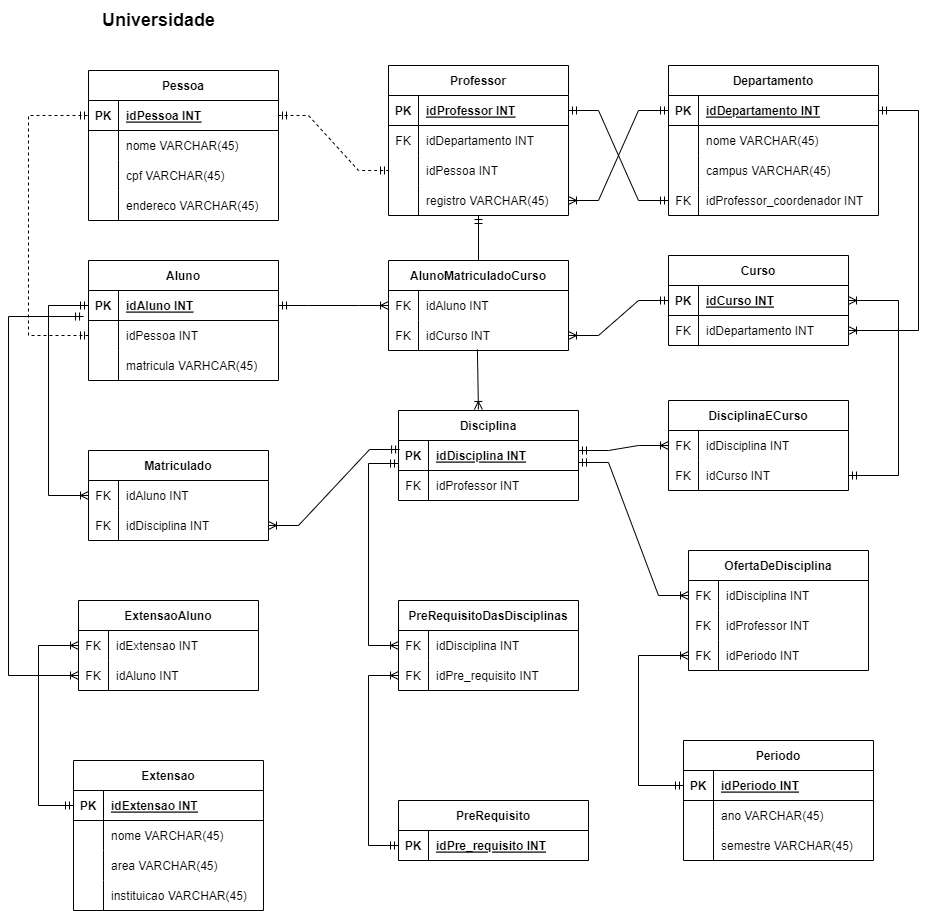 Universidade
Pessoa
PK idPessoa INT
nome VARCHAR(45)
cpf VARCHAR(45)
endereco VARCHAR(45)
Professor
PK idProfessor INT
FK idDepartamento INT
idPessoa INT
registro VARCHAR(45)
Departamento
PK idDepartamento INT
nome VARCHAR(45)
campus VARCHAR(45)
FK idProfessor_coordenador INT
Aluno
PK idAluno INT
idPessoa INT
matricula VARHCAR(45)
AlunoMatriculadoCurso
FK idAluno INT
FK idCurso INT
Curso
PK idCurso INT
FK idDepartamento INT
Matriculado
FK idAluno INT
FK idDisciplina INT
Disciplina
PK idDisciplina INT
FK idProfessor INT
DisciplinaECurso
FK idDisciplina INT
FK idCurso INT
ExtensaoAluno
FK idExtensao INT
FK idAluno INT
PreRequisitoDasDisciplinas
FK idDisciplina INT
FK idPre_requisito INT
OfertaDeDisciplina
FK idDisciplina INT
FK idProfessor INT
FK idPeriodo INT
Extensao
PK idExtensao INT
nome VARCHAR(45)
area VARCHAR(45)
instituicao VARCHAR(45)
PreRequisito
PK idPre_requisito INT
Periodo
PK idPeriodo INT
ano VARCHAR(45)
semestre VARCHAR(45)